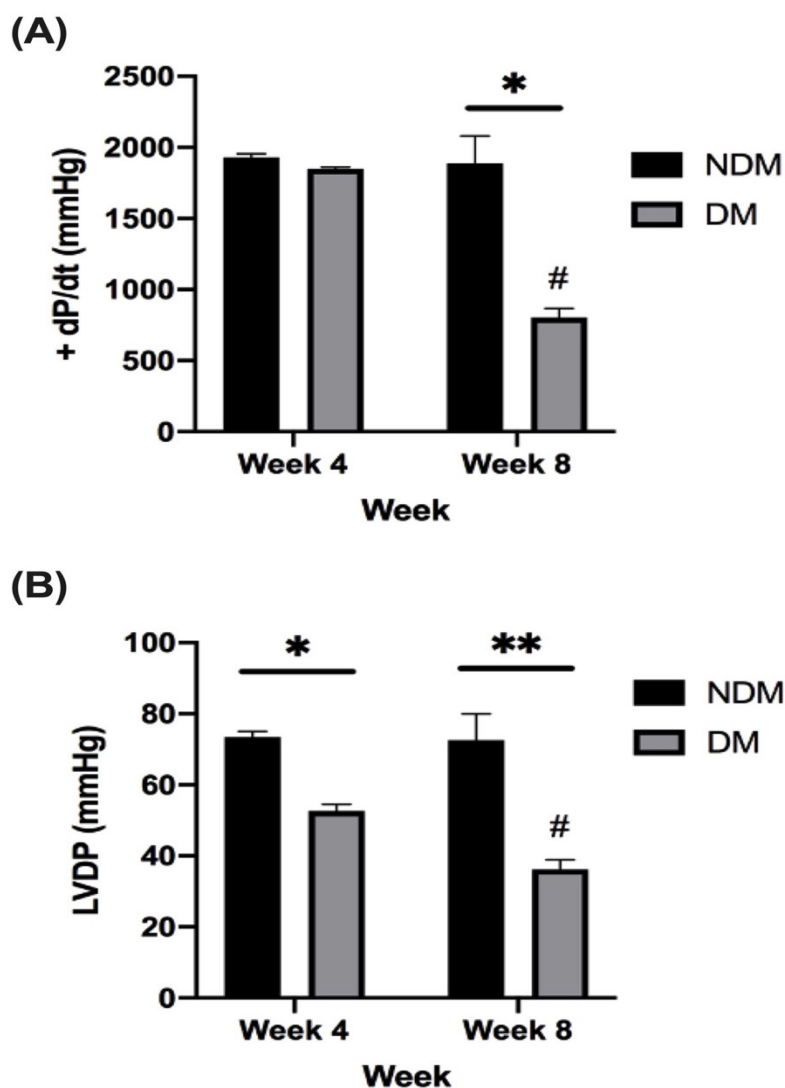 (A)
2500
2000
1500
1000
500
0
+ dP/dt (mmHg)
*
#
NDM
DM
Week 4
Week 8
Week
(B)
100
80
60
40
20
0
LVDP (mmHg)
*
**
#
NDM
DM
Week 4
Week 8
Week